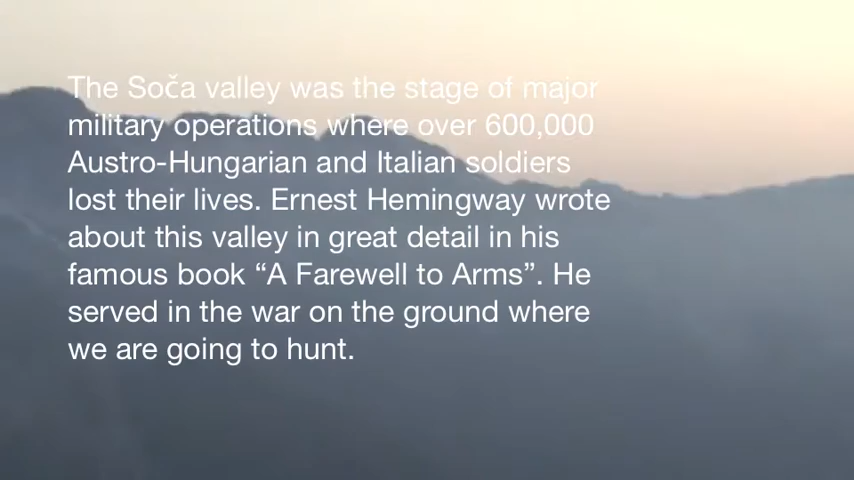 The Soča valley was the stage of major
military operations where over 600,000
Austro-Hungarian and Italian soldiers
lost their lives. Ernest Hemingway wrote
about this valley in great detail in his
famous book “A Farewell to Arms”. He
served in the war on the ground where
we are going to hunt.